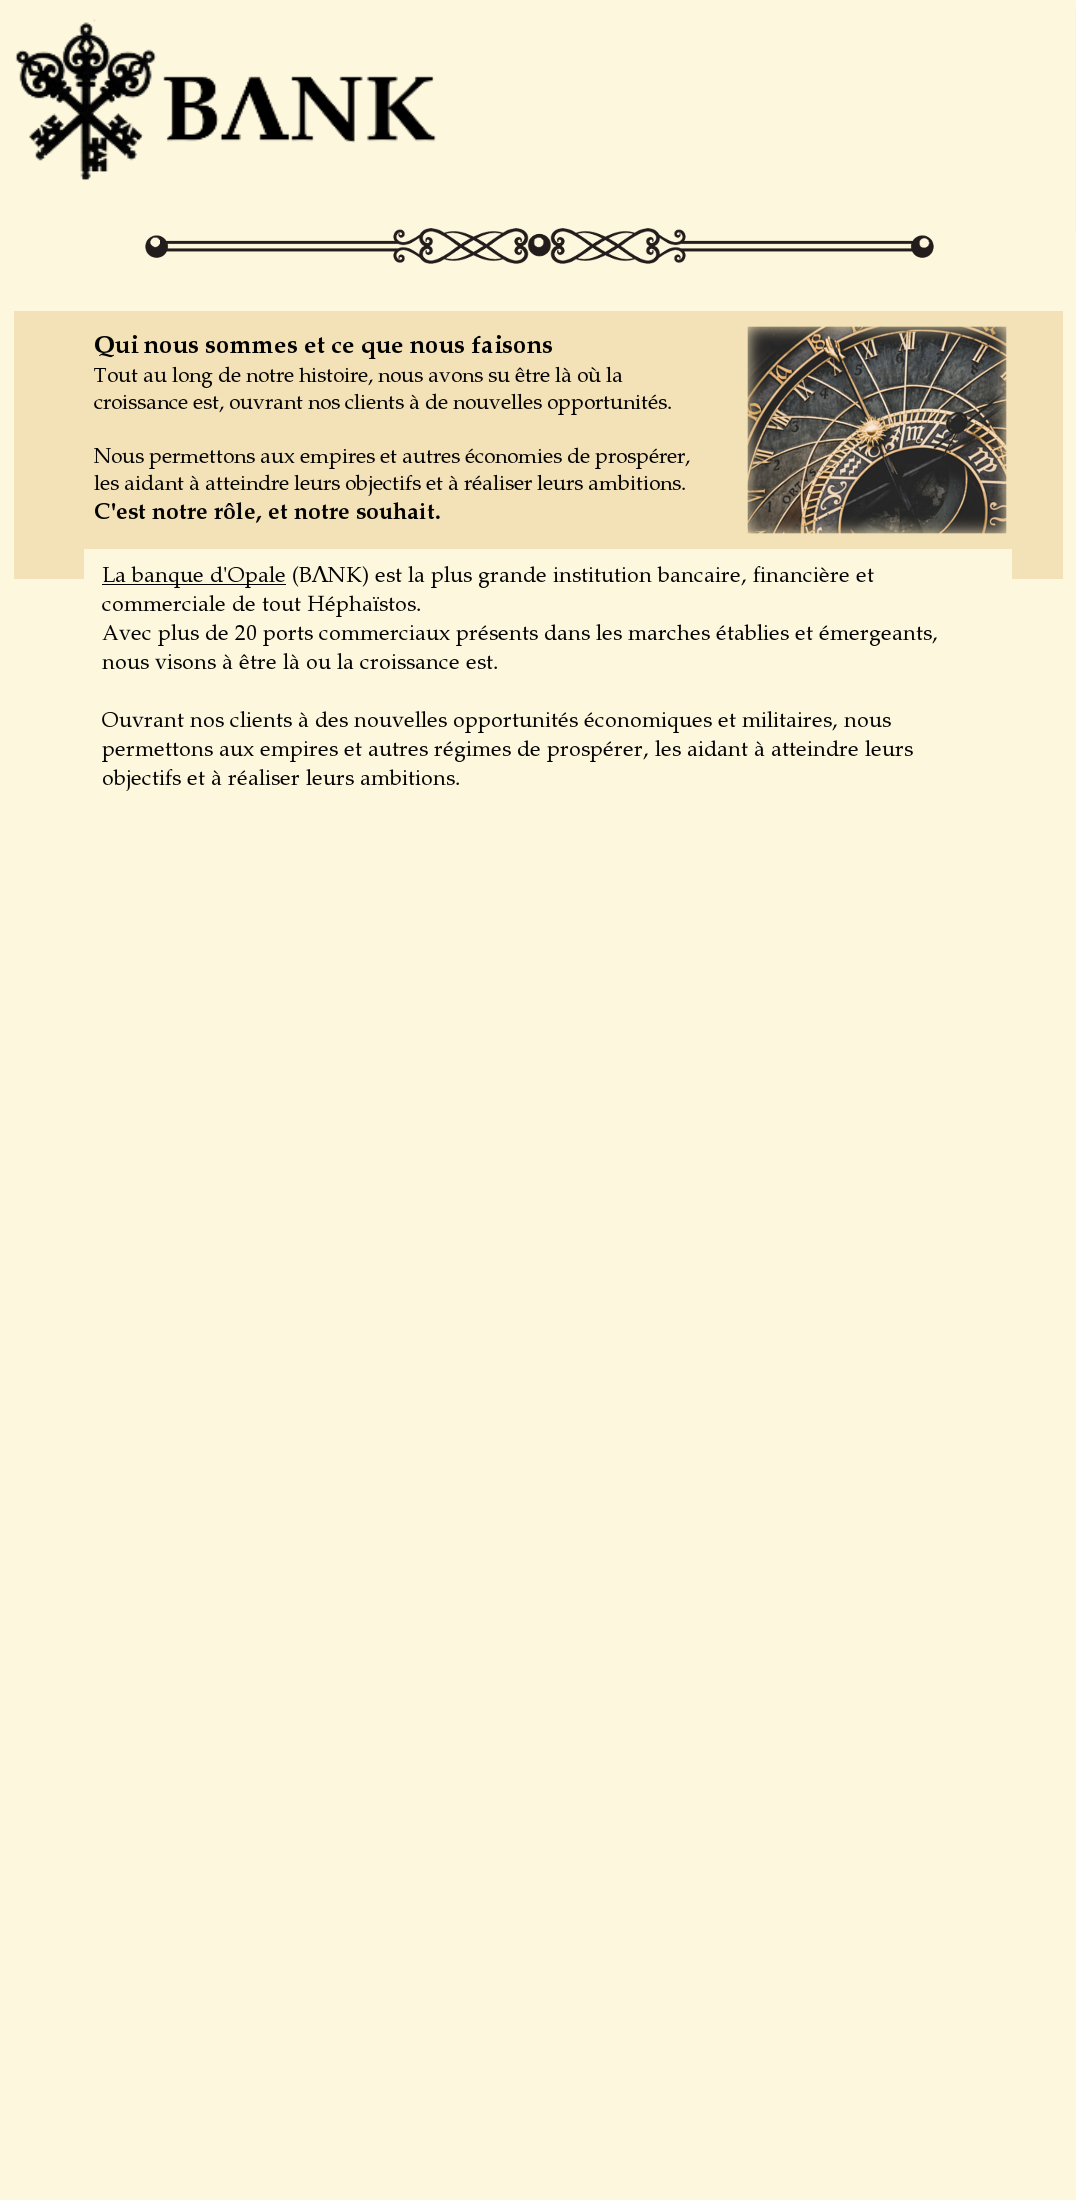 BɅNK
Qui nous sommes et ce que nous faisons
Tout au long de notre histoire, nous avons su être là où la
croissance est, ouvrant nos clients à de nouvelles opportunités.
Nous permettons aux empires et autres économies de prospérer,
les aidant à atteindre leurs objectifs et à réaliser leurs ambitions.
C'est notre rôle, et notre souhait.
La banque d'Opale (BɅNK) est la plus grande institution bancaire, financière et
commerciale de tout Héphaïstos.
Avec plus de 20 ports commerciaux présents dans les marches établies et émergeants,
nous visons à être là ou la croissance est.
Ouvrant nos clients à des nouvelles opportunités économiques et militaires, nous
permettons aux empires et autres régimes de prospérer, les aidant à atteindre leurs
objectifs et à réaliser leurs ambitions.